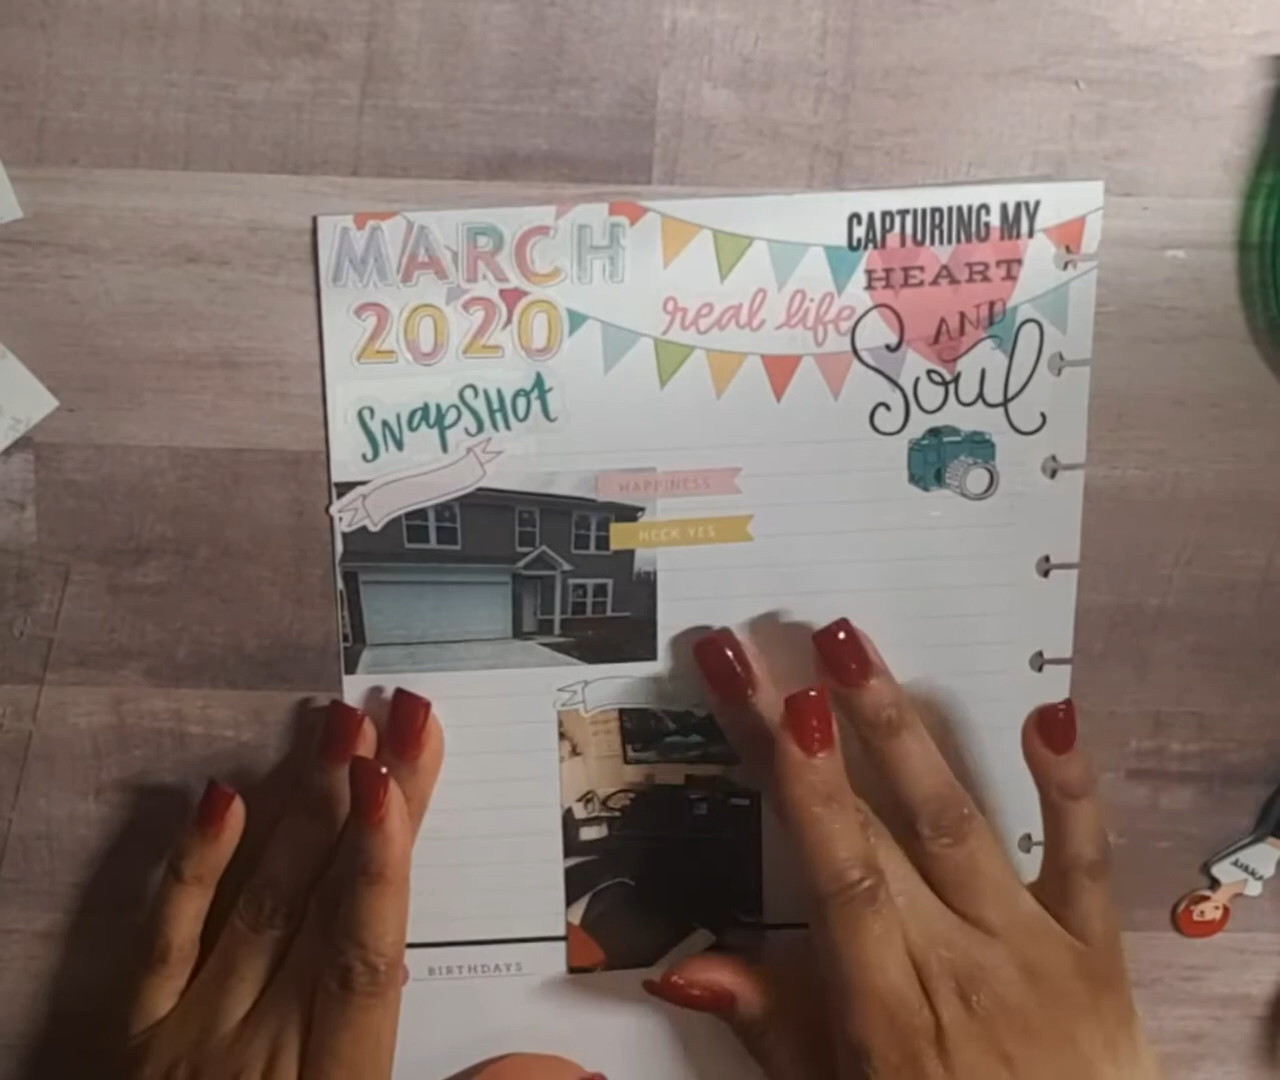 MARCH
2020
SNapSHOt
real life
CAPTURING MY
HEART
AND
Soul
HAPPINESS
HECK YES
BIRTHDAYS